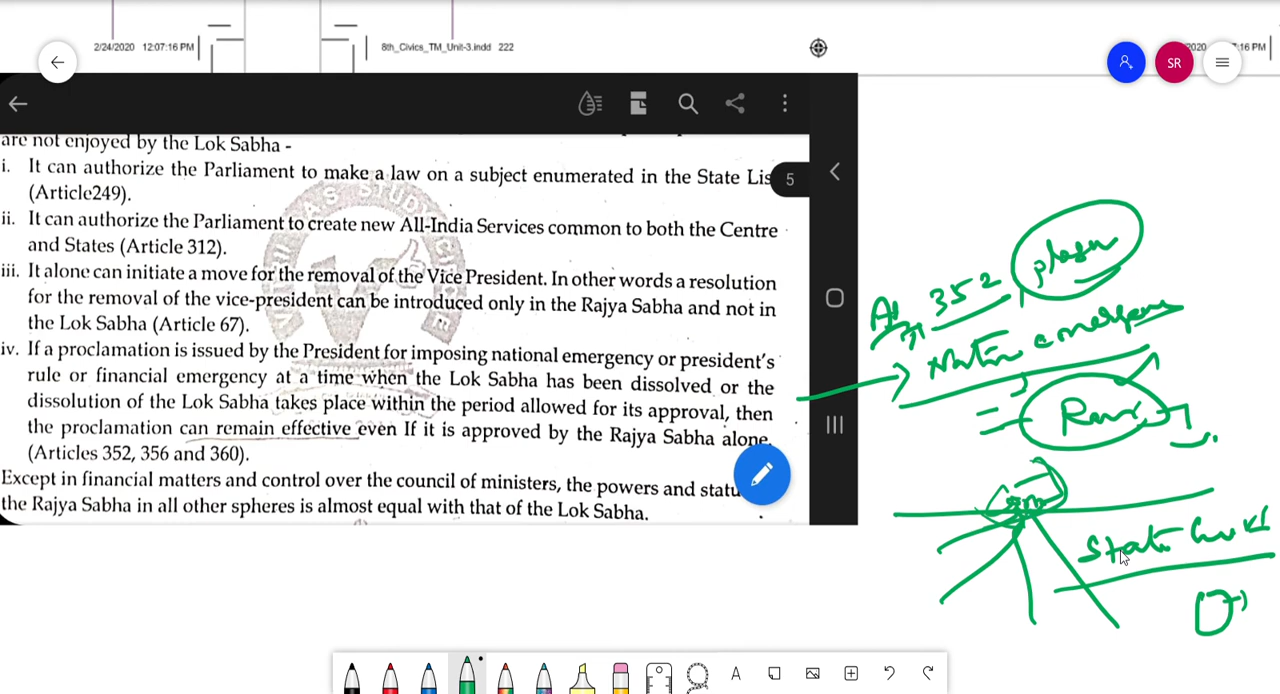 2/24/2020 12:07:16 PM
8th_Civics_TM_Unit-3.indd 222
2020
:16 PM
SR
are not enjoyed by the Lok Sabha -
i. It can authorize the Parliament to make a law on a subject enumerated in the State Lis
5
(Article249).
ii. It can authorize the Parliament to create new All-India Services common to both the Centre
and States (Article 312).
iii. It alone can initiate a move for the removal of the Vice President. In other words a resolution
for the removal of the vice-president can be introduced only in the Rajya Sabha and not in
the Lok Sabha (Article 67).
iv. If a proclamation is issued by the President for imposing national emergency or president's
rule or financial emergency at a time when the Lok Sabha has been dissolved or the
dissolution of the Lok Sabha takes place within the period allowed for its approval, then
the proclamation can remain effective even If it is approved by the Rajya Sabha alone.
(Articles 352, 356 and 360).
Except in financial matters and control over the council of ministers, the powers and statu
the Rajya Sabha in all other spheres is almost equal with that of the Lok Sabha.
352
State
A